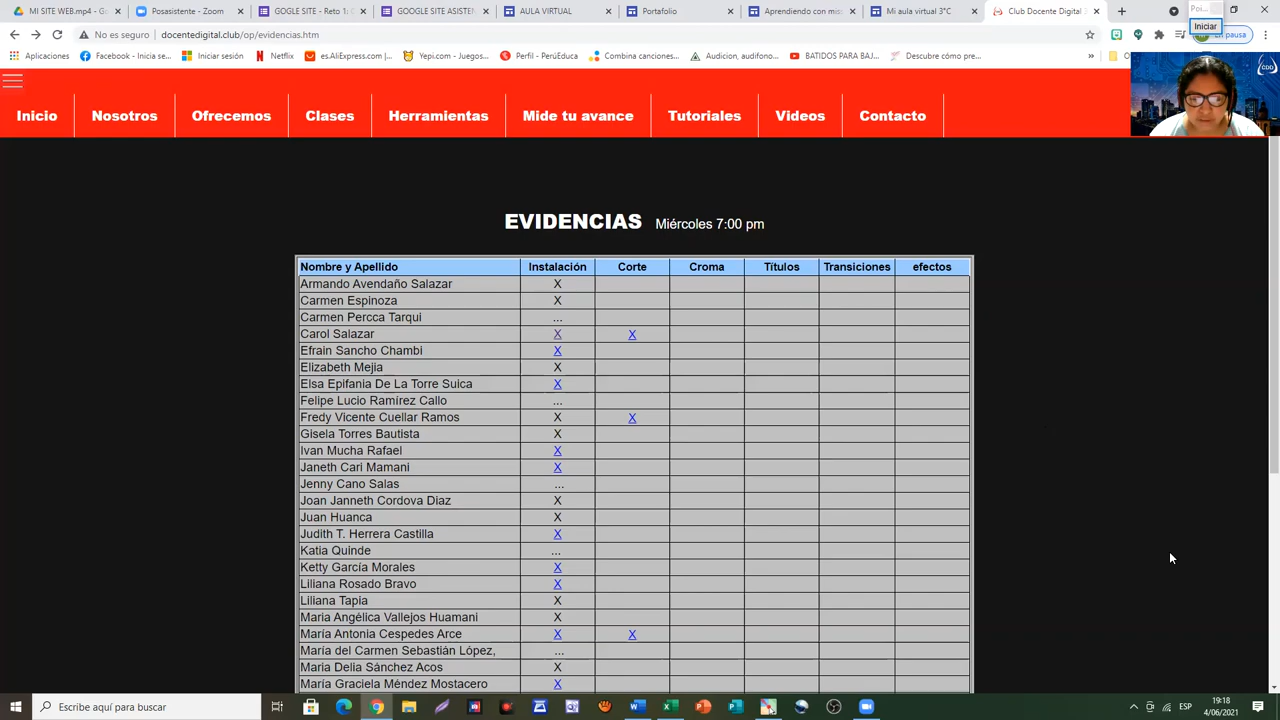 MI SITE WEB.mp4 - Go
Posasistente - Zoom
GOGLE SITE - Reto 1:
GOOGLE SITE ASISTEN
AULA VIRTUAL
Portafolio
Aprendiendo con mis
Mi aula virtual 3°C
Club Docente Digital
Poi...
Iniciar
No es seguro | docentedigital.club/op/evidencias.htm
En pausa
Aplicaciones
Facebook - Inicia se...
Iniciar sesión
Netflix
es.AliExpress.com |...
Yepi.com - Juegos...
Perfil - PerúEduca
Combina canciones...
Audicion, audifono...
BATIDOS PARA BAJ...
Descubre cómo pre...
»
CDD
Inicio
Nosotros
Ofrecemos
Clases
Herramientas
Mide tu avance
Tutoriales
Videos
Contacto
EVIDENCIAS Miércoles 7:00 pm
Nombre y Apellido Instalación Corte Croma Títulos Transiciones efectos
Armando Avendaño Salazar X
Carmen Espinoza X
Carmen Percca Tarqui ...
Carol Salazar X X
Efrain Sancho Chambi X
Elizabeth Mejia X
Elsa Epifania De La Torre Suica X
Felipe Lucio Ramírez Callo ...
Fredy Vicente Cuellar Ramos X X
Gisela Torres Bautista X
Ivan Mucha Rafael X
Janeth Cari Mamani X
Jenny Cano Salas ...
Joan Janneth Cordova Diaz X
Juan Huanca X
Judith T. Herrera Castilla X
Katia Quinde ...
Ketty García Morales X
Liliana Rosado Bravo X
Liliana Tapia X
Maria Angélica Vallejos Huamani X
María Antonia Cespedes Arce X X
María del Carmen Sebastián López, ...
Maria Delia Sánchez Acos X
María Graciela Méndez Mostacero X
Escribe aquí para buscar
ESP
19:18
4/06/2021